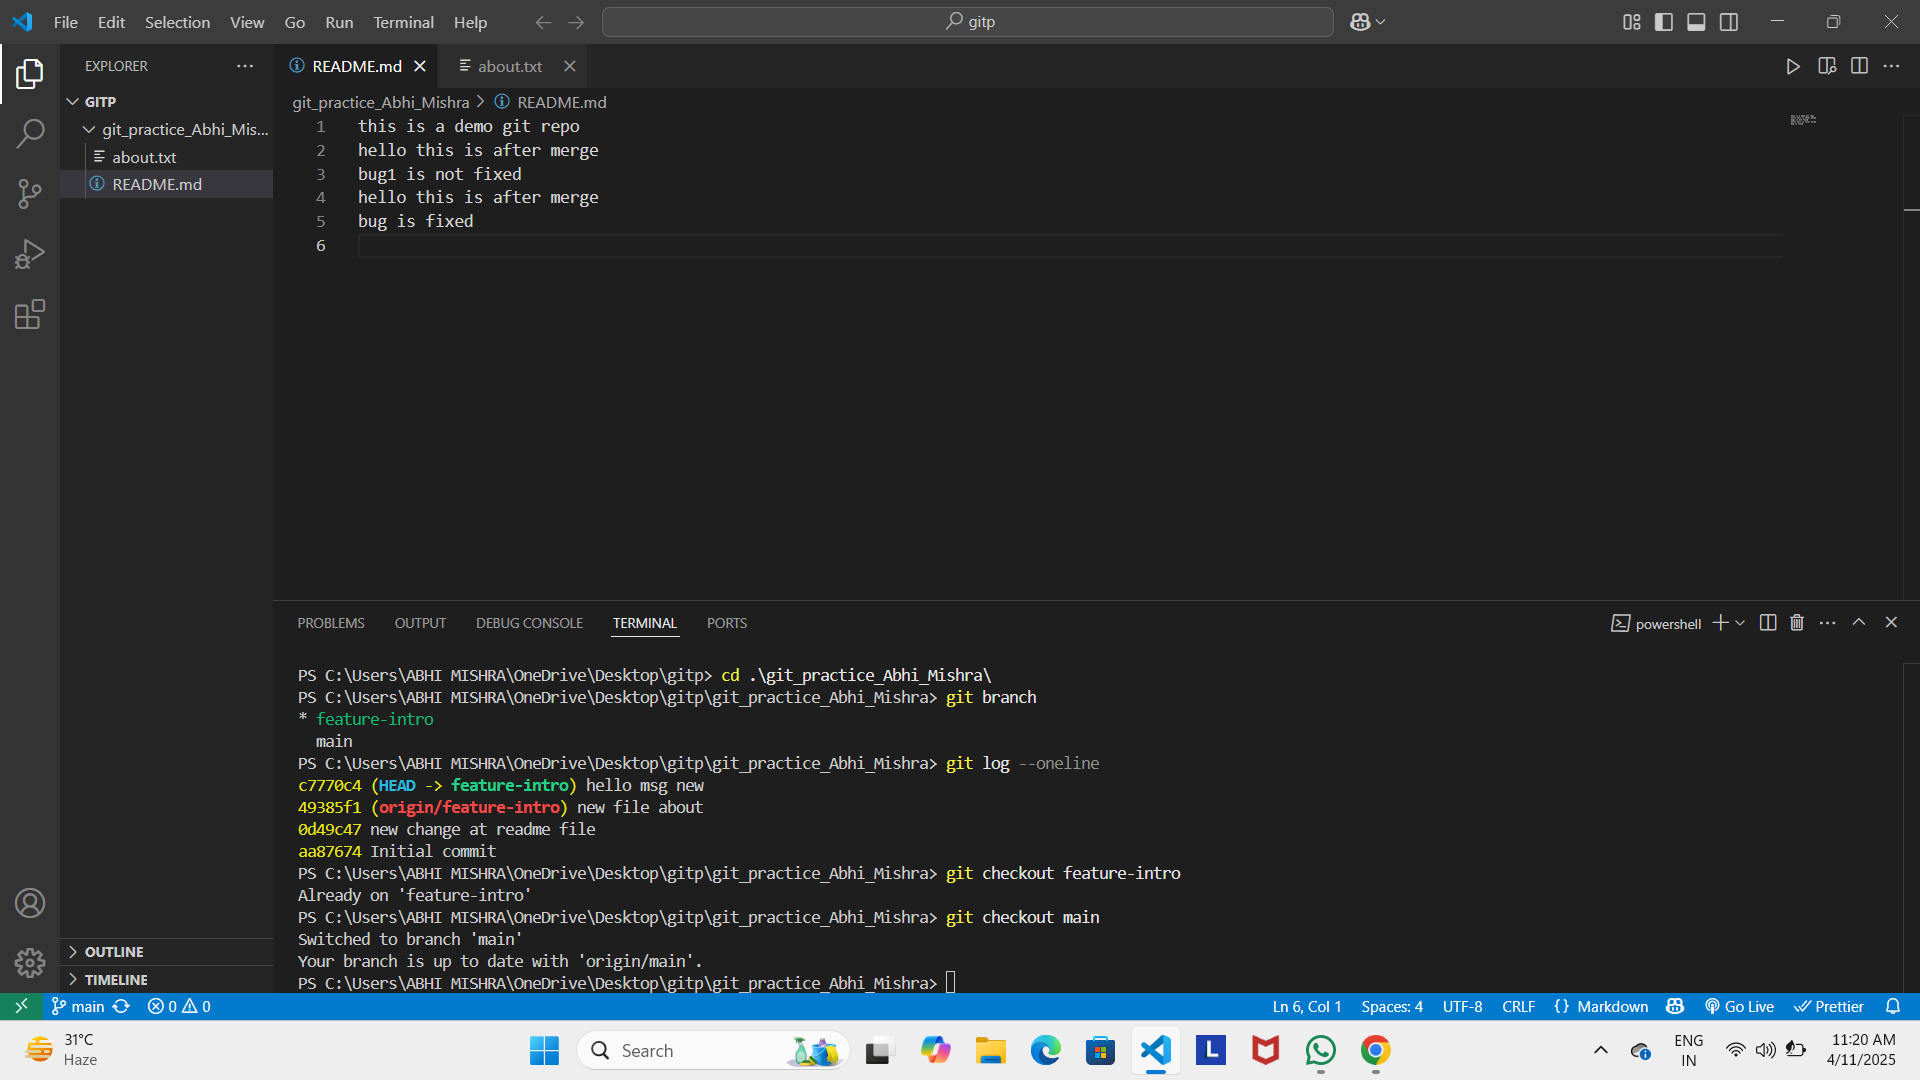 File Edit Selection View Go Run Terminal Help
gitp
EXPLORER
README.md
about.txt
GITP
git_practice_Abhi_Mis...
about.txt
README.md
git_practice_Abhi_Mishra > README.md
1 this is a demo git repo
2 hello this is after merge
3 bug1 is not fixed
4 hello this is after merge
5 bug is fixed
6
PROBLEMS OUTPUT DEBUG CONSOLE TERMINAL PORTS
powershell
PS C:\Users\ABHI MISHRA\OneDrive\Desktop\gitp> cd .\git_practice_Abhi_Mishra\
PS C:\Users\ABHI MISHRA\OneDrive\Desktop\gitp\git_practice_Abhi_Mishra> git branch
* feature-intro
  main
PS C:\Users\ABHI MISHRA\OneDrive\Desktop\gitp\git_practice_Abhi_Mishra> git log --oneline
c7770c4 (HEAD -> feature-intro) hello msg new
49385f1 (origin/feature-intro) new file about
0d49c47 new change at readme file
aa87674 Initial commit
PS C:\Users\ABHI MISHRA\OneDrive\Desktop\gitp\git_practice_Abhi_Mishra> git checkout feature-intro
Already on 'feature-intro'
PS C:\Users\ABHI MISHRA\OneDrive\Desktop\gitp\git_practice_Abhi_Mishra> git checkout main
Switched to branch 'main'
Your branch is up to date with 'origin/main'.
PS C:\Users\ABHI MISHRA\OneDrive\Desktop\gitp\git_practice_Abhi_Mishra>
OUTLINE
TIMELINE
main 0 0
Ln 6, Col 1 Spaces: 4 UTF-8 CRLF {} Markdown Go Live Prettier
31°C
Haze
Search
L
ENG
IN
11:20 AM
4/11/2025